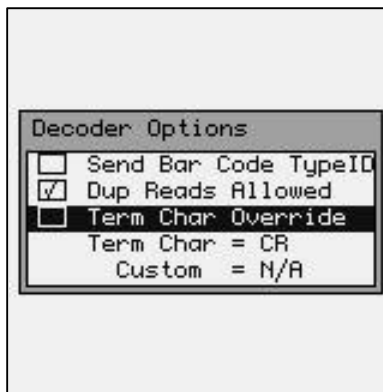 Decoder Options
Send Bar Code TypeID
Dup Reads Allowed
Term Char Override
Term Char = CR
Custom = N/A